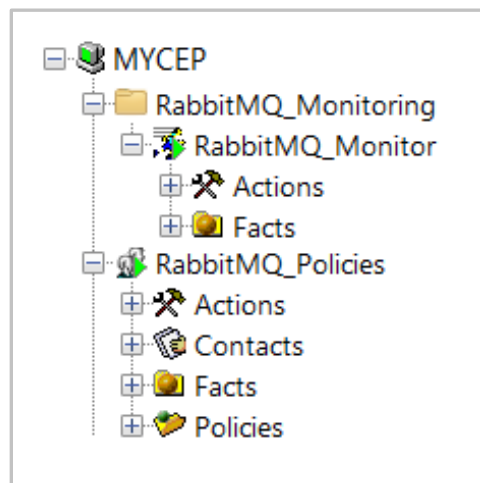 MYCEP
RabbitMQ_Monitoring
RabbitMQ_Monitor
Actions
Facts
RabbitMQ_Policies
Actions
Contacts
Facts
Policies